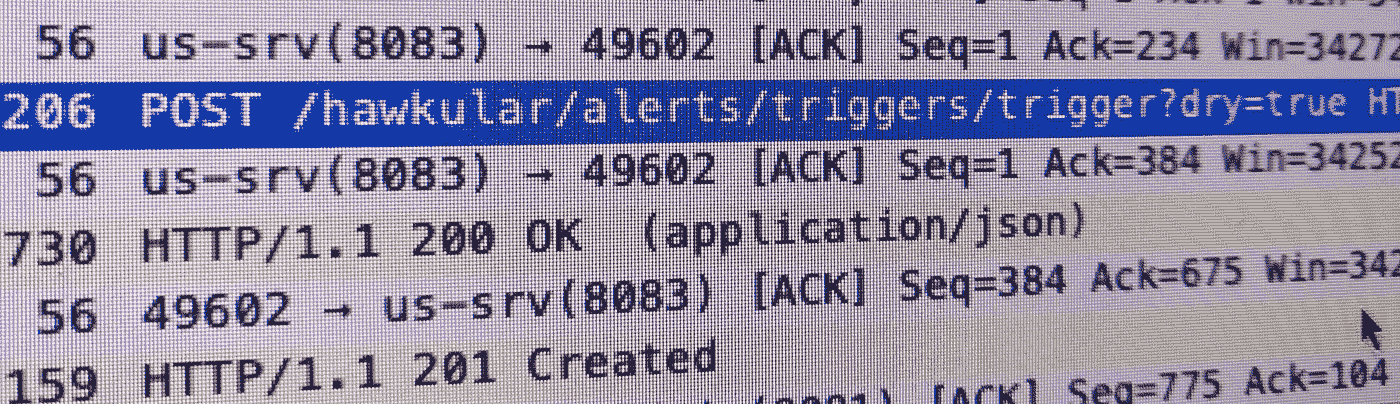 56 us-srv(8083) → 49602 [ACK] Seq=1 Ack=234 Win=34272
206 POST /hawkular/alerts/triggers/trigger?dry=true HT
56 us-srv(8083) → 49602 [ACK] Seq=1 Ack=384 Win=34252
730 HTTP/1.1 200 OK (application/json)
56 49602 → us-srv(8083) [ACK] Seq=384 Ack=675 Win=342
159 HTTP/1.1 201 Created
[ACK] Seq=775 Ack=104